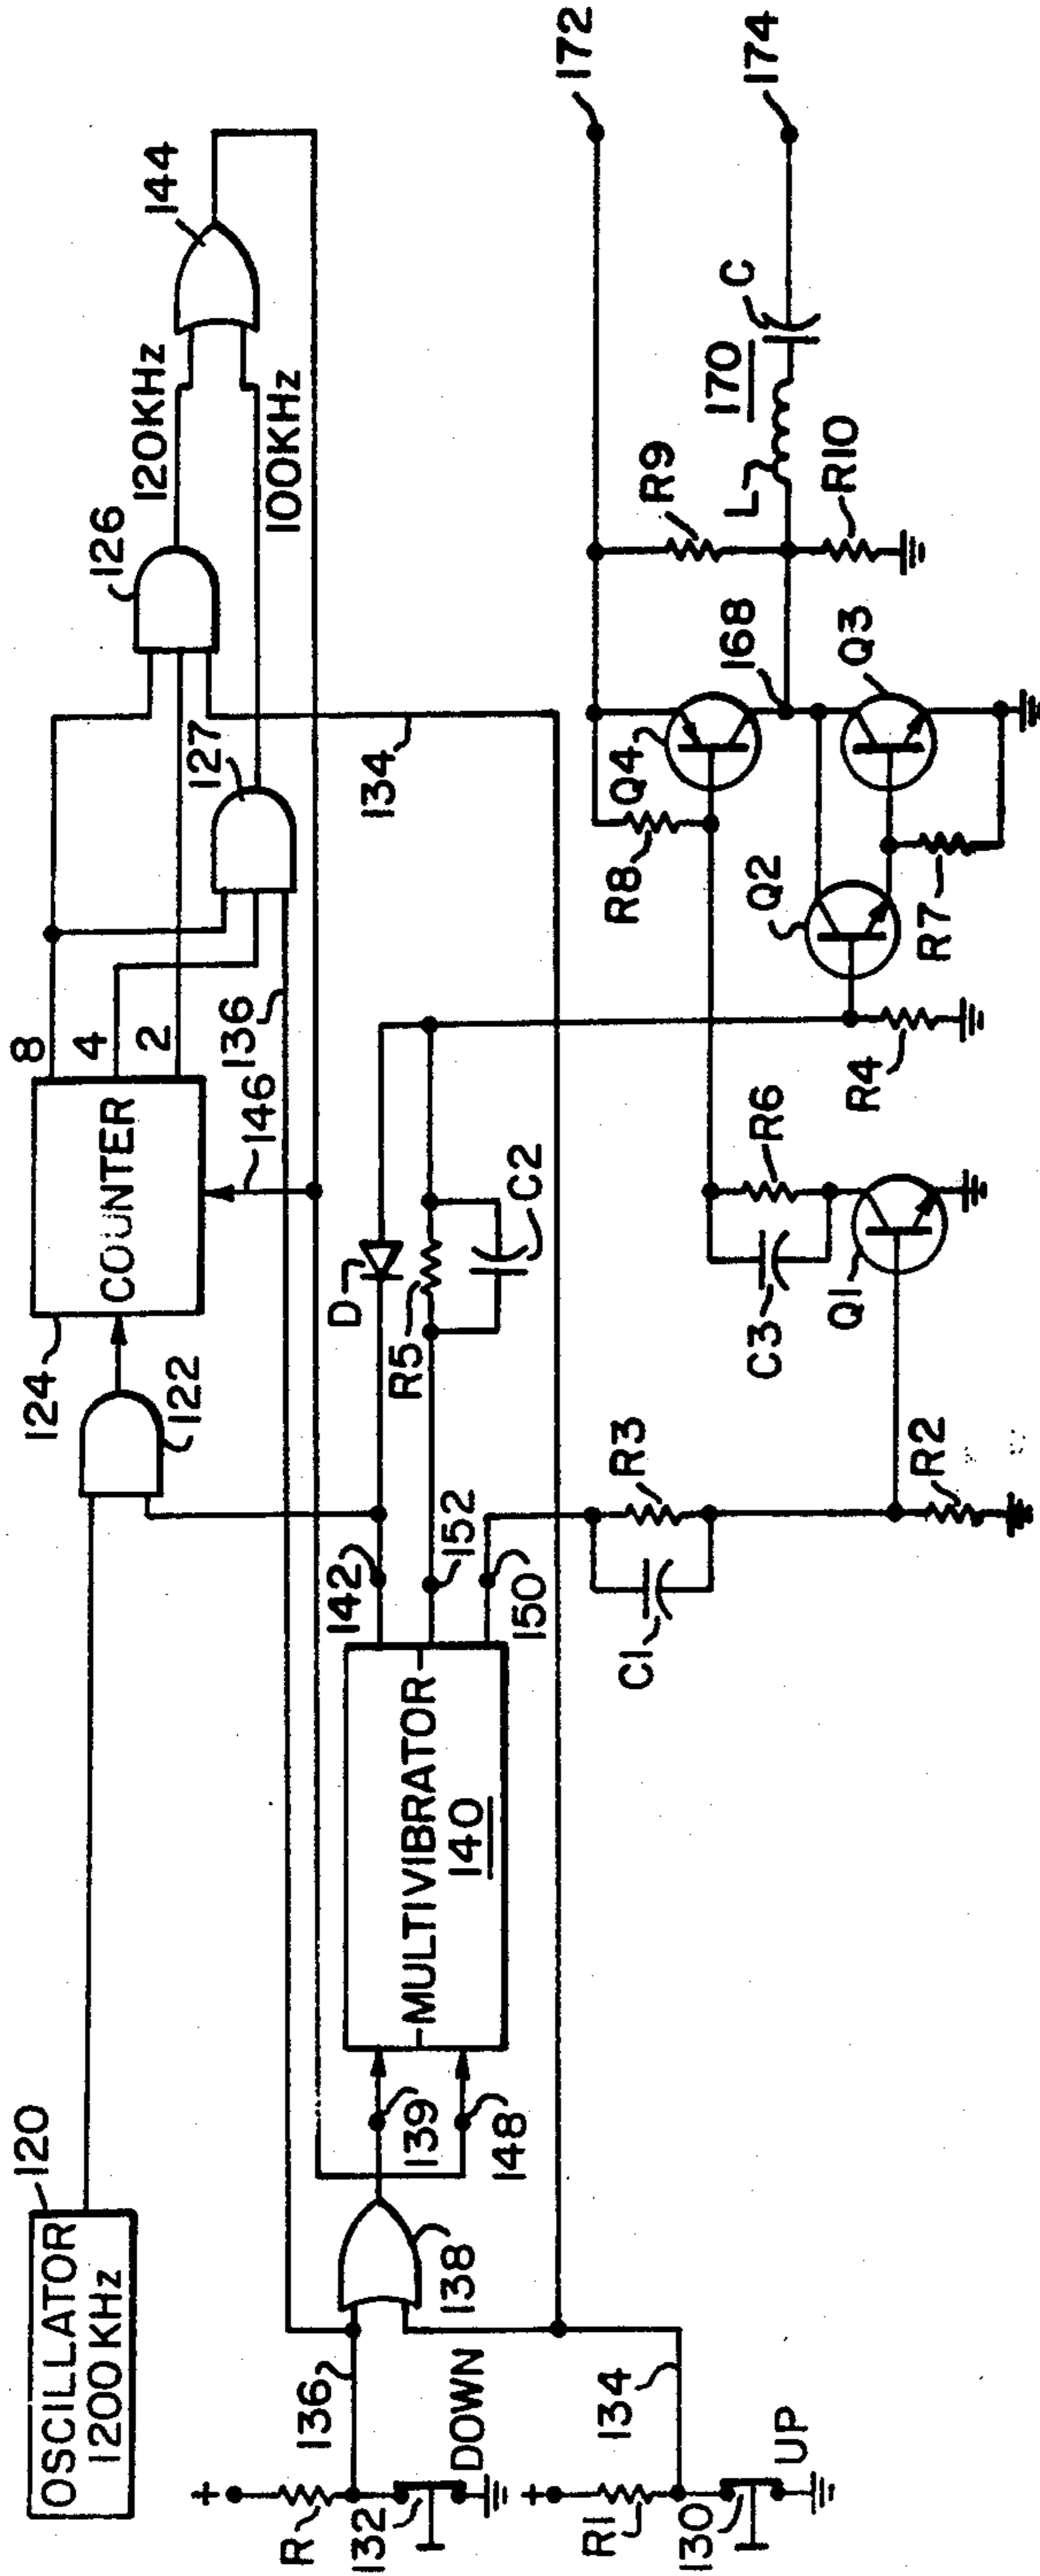 OSCILLATOR
1200KHz
120
124
122
COUNTER
8
4
2
146
136
127
126
134
120KHz
100KHz
144
+
R
136
132
DOWN
+
R1
134
130
UP
138
139
148
MULTIVIBRATOR
140
142
152
150
D
R5
C2
C1
R3
R2
C3
R6
Q1
R4
R8
Q2
R7
Q4
168
Q3
R9
L
R10
170
C
172
174